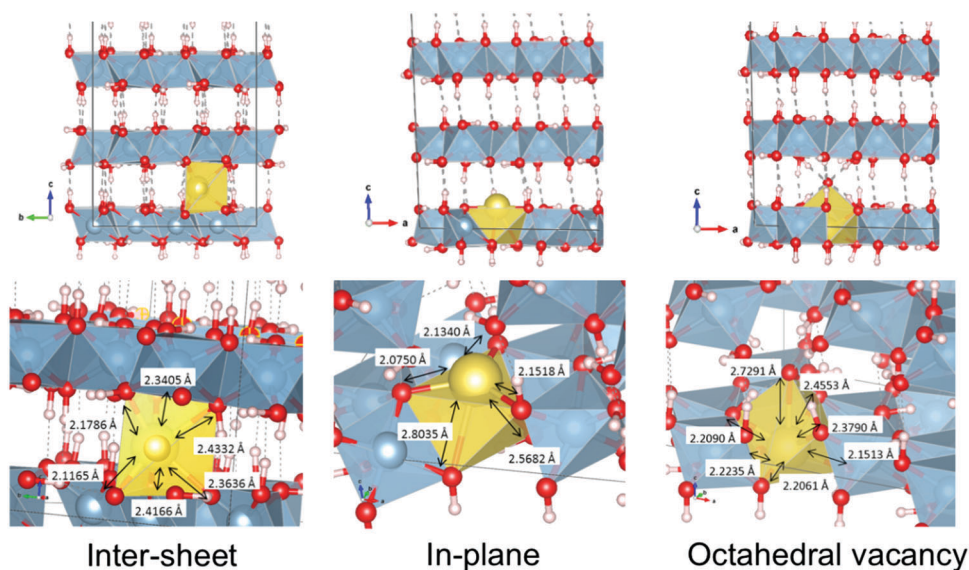 c
b
c
a
c
a
2.3405 Å
2.1786 Å
2.4332 Å
2.1165 Å
2.3636 Å
2.4166 Å
2.1340 Å
2.0750 Å
2.1518 Å
2.8035 Å
2.5682 Å
2.7291 Å
2.4553 Å
2.3790 Å
2.2090 Å
2.1513 Å
2.2235 Å
2.2061 Å
Inter-sheet
In-plane
Octahedral vacancy